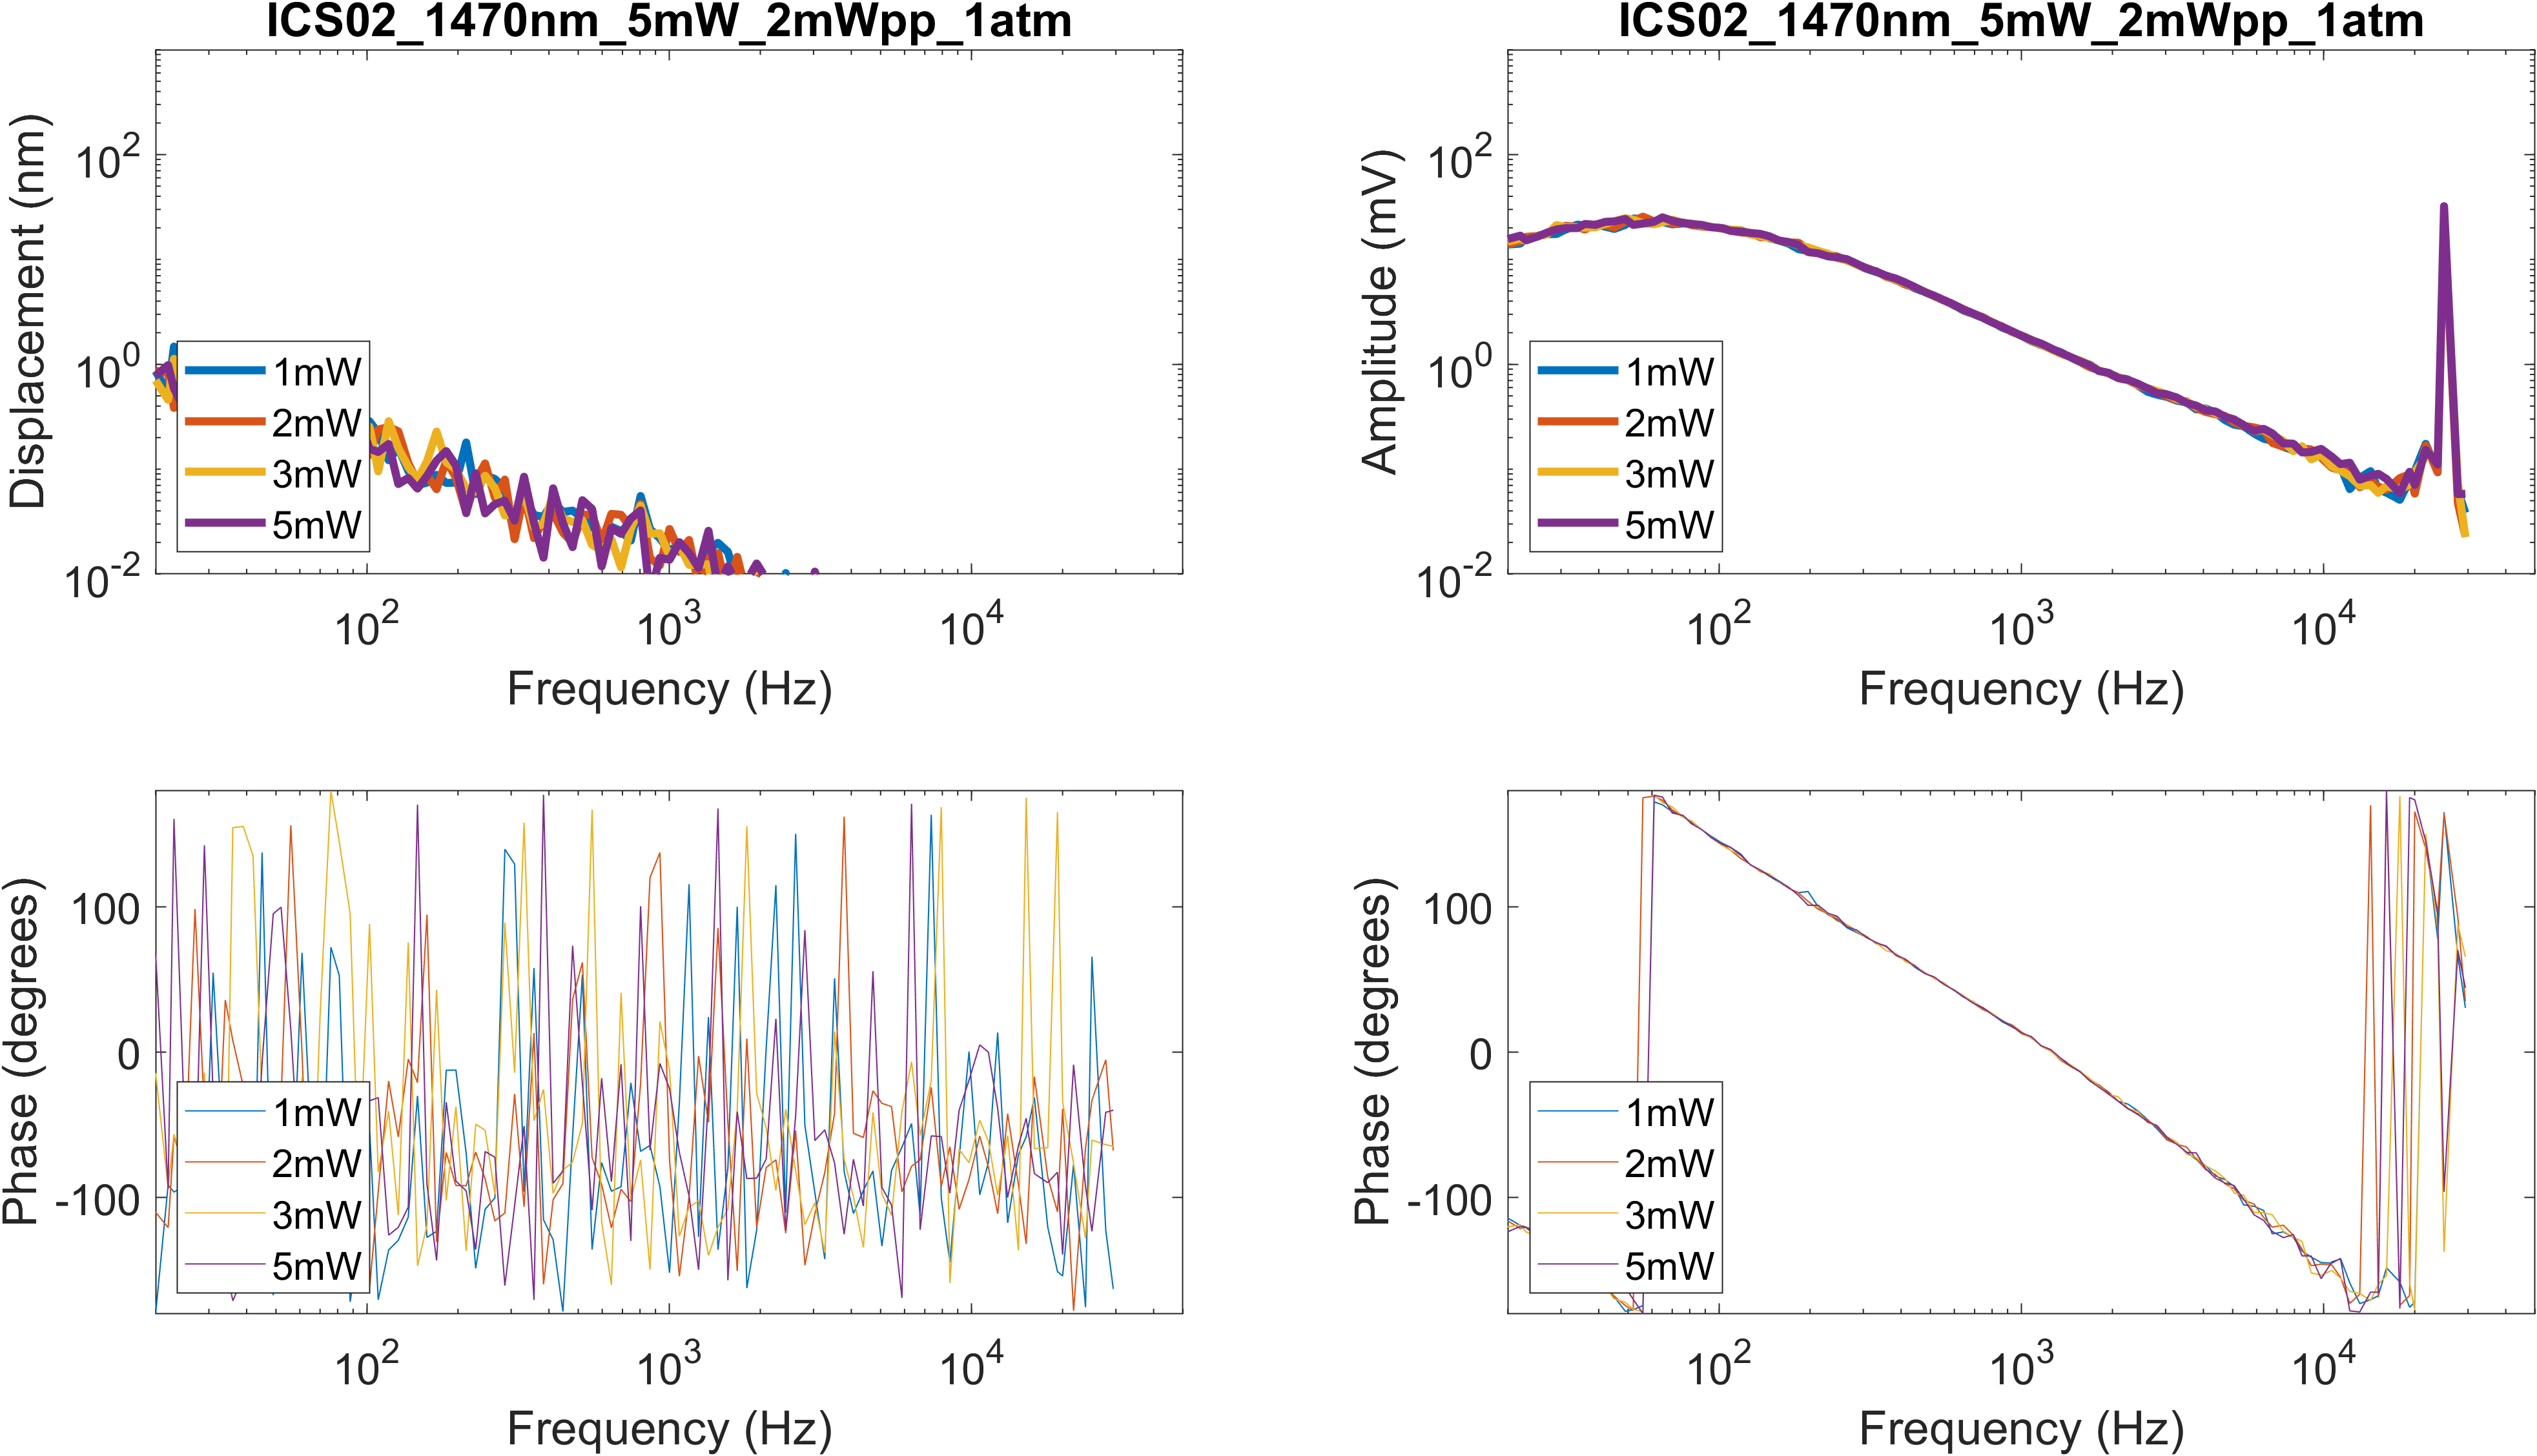 ICS02_1470nm_5mW_2mWpp_1atm
Displacement (nm)
10^2
10^0
10^-2
1mW
2mW
3mW
5mW
10^2 10^3 10^4
Frequency (Hz)
ICS02_1470nm_5mW_2mWpp_1atm
Amplitude (mV)
10^2
10^0
10^-2
1mW
2mW
3mW
5mW
10^2 10^3 10^4
Frequency (Hz)
Phase (degrees)
100
0
-100
1mW
2mW
3mW
5mW
10^2 10^3 10^4
Frequency (Hz)
Phase (degrees)
100
0
-100
1mW
2mW
3mW
5mW
10^2 10^3 10^4
Frequency (Hz)